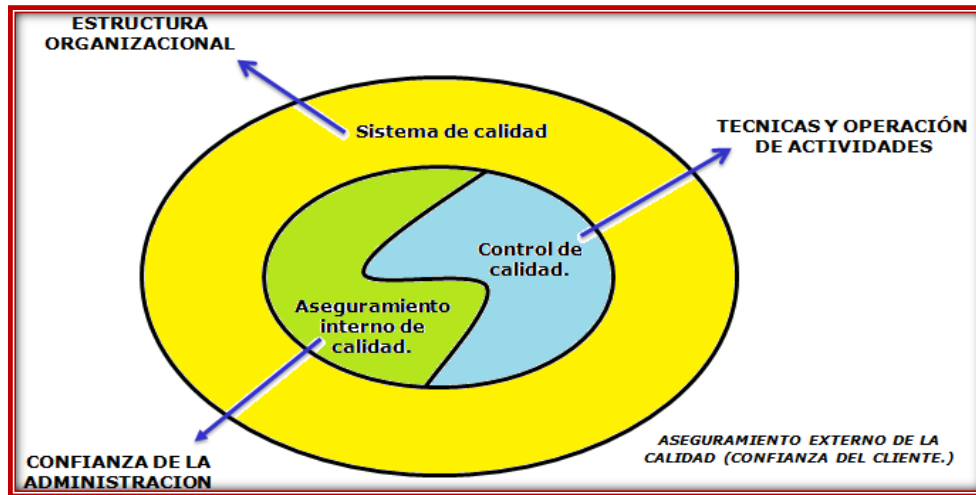 ESTRUCTURA
ORGANIZACIONAL
Sistema de calidad
TECNICAS Y OPERACIÓN
DE ACTIVIDADES
Control de
calidad.
Aseguramiento
interno de
calidad.
CONFIANZA DE LA
ADMINISTRACION
ASEGURAMIENTO EXTERNO DE LA
CALIDAD (CONFIANZA DEL CLIENTE.)